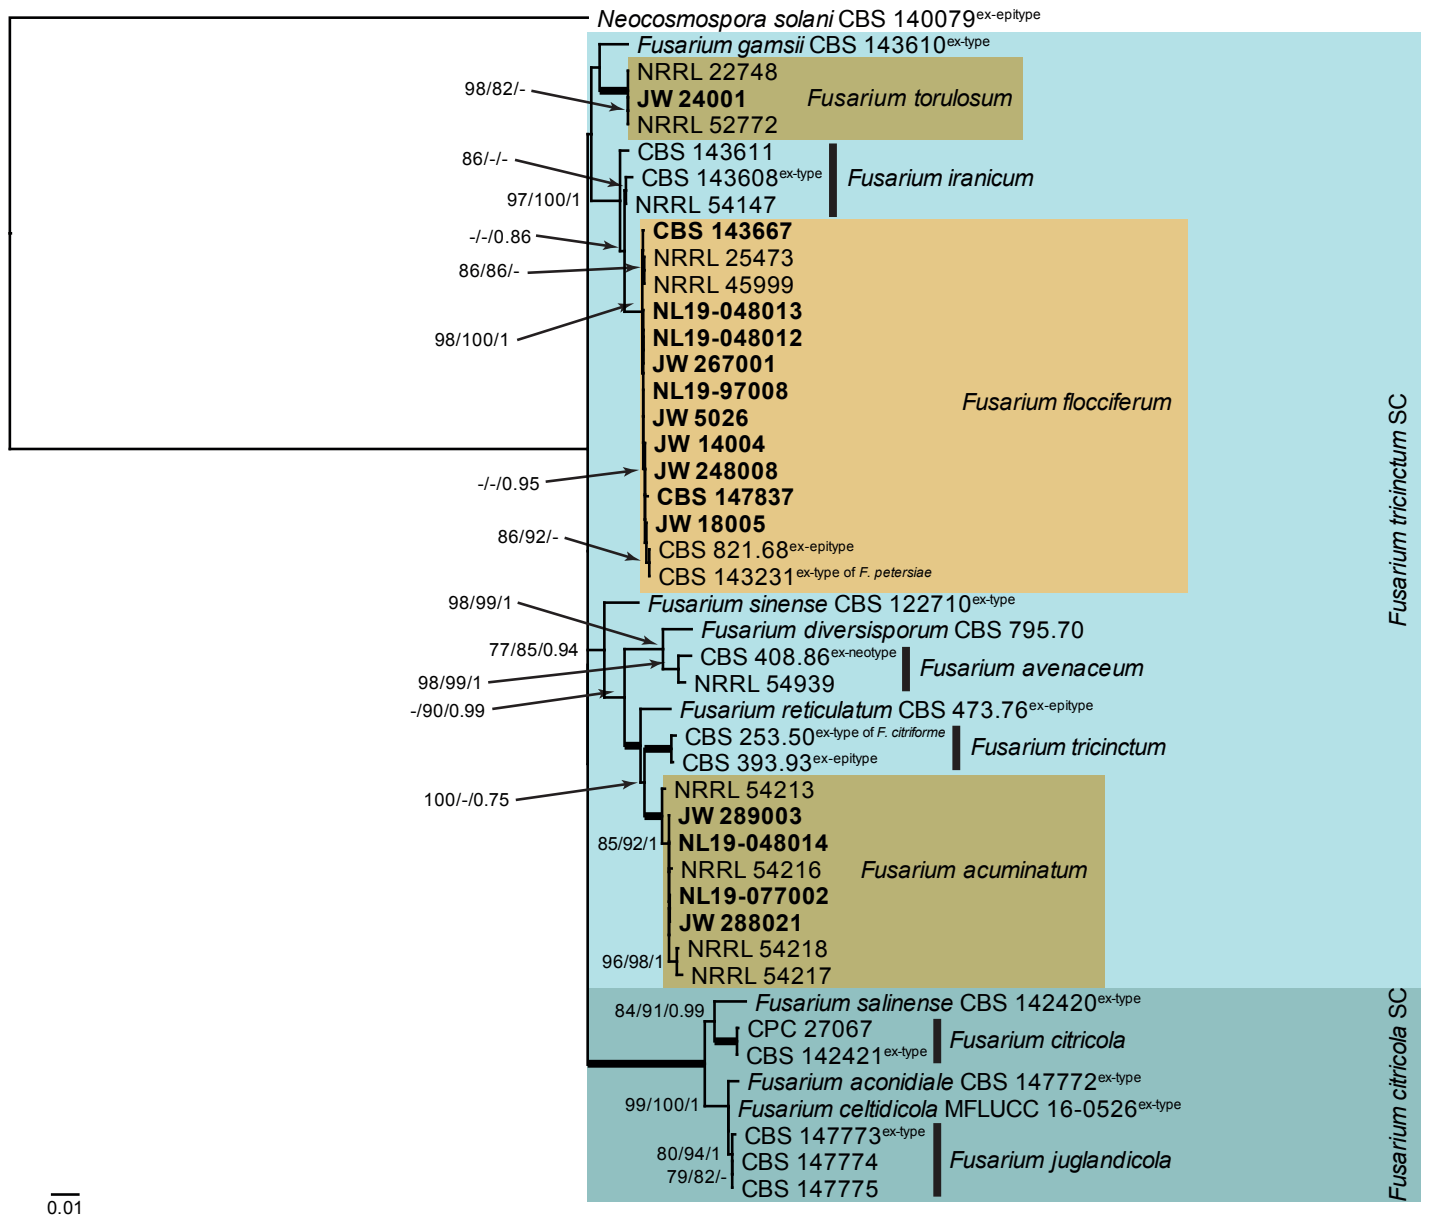 Neocosmospora solani CBS 140079ex-epitype
Fusarium gamsii CBS 143610ex-type
NRRL 22748
98/82/-
JW 24001
Fusarium torulosum
NRRL 52772
CBS 143611
86/-/-
CBS 143608ex-type
Fusarium iranicum
97/100/1
NRRL 54147
CBS 143667
-/-/0.86
NRRL 25473
86/86/-
NRRL 45999
NL19-048013
98/100/1
NL19-048012
JW 267001
NL19-97008
Fusarium flocciferum
JW 5026
JW 14004
JW 248008
-/-/0.95
CBS 147837
JW 18005
86/92/-
CBS 821.68ex-epitype
CBS 143231ex-type of F. petersiae
Fusarium tricinctum SC
98/99/1
Fusarium sinense CBS 122710ex-type
Fusarium diversisporum CBS 795.70
77/85/0.94
CBS 408.86ex-neotype
Fusarium avenaceum
98/99/1
NRRL 54939
-/90/0.99
Fusarium reticulatum CBS 473.76ex-epitype
CBS 253.50ex-type of F. citriforme
Fusarium tricinctum
CBS 393.93ex-epitype
100/-/0.75
NRRL 54213
JW 289003
85/92/1
NL19-048014
NRRL 54216
Fusarium acuminatum
NL19-077002
JW 288021
NRRL 54218
96/98/1
NRRL 54217
Fusarium salinense CBS 142420ex-type
84/91/0.99
CPC 27067
Fusarium citricola
CBS 142421ex-type
Fusarium aconidiale CBS 147772ex-type
99/100/1
Fusarium celtidicola MFLUCC 16-0526ex-type
CBS 147773ex-type
80/94/1
CBS 147774
Fusarium juglandicola
79/82/-
CBS 147775
Fusarium citricola SC
0.01